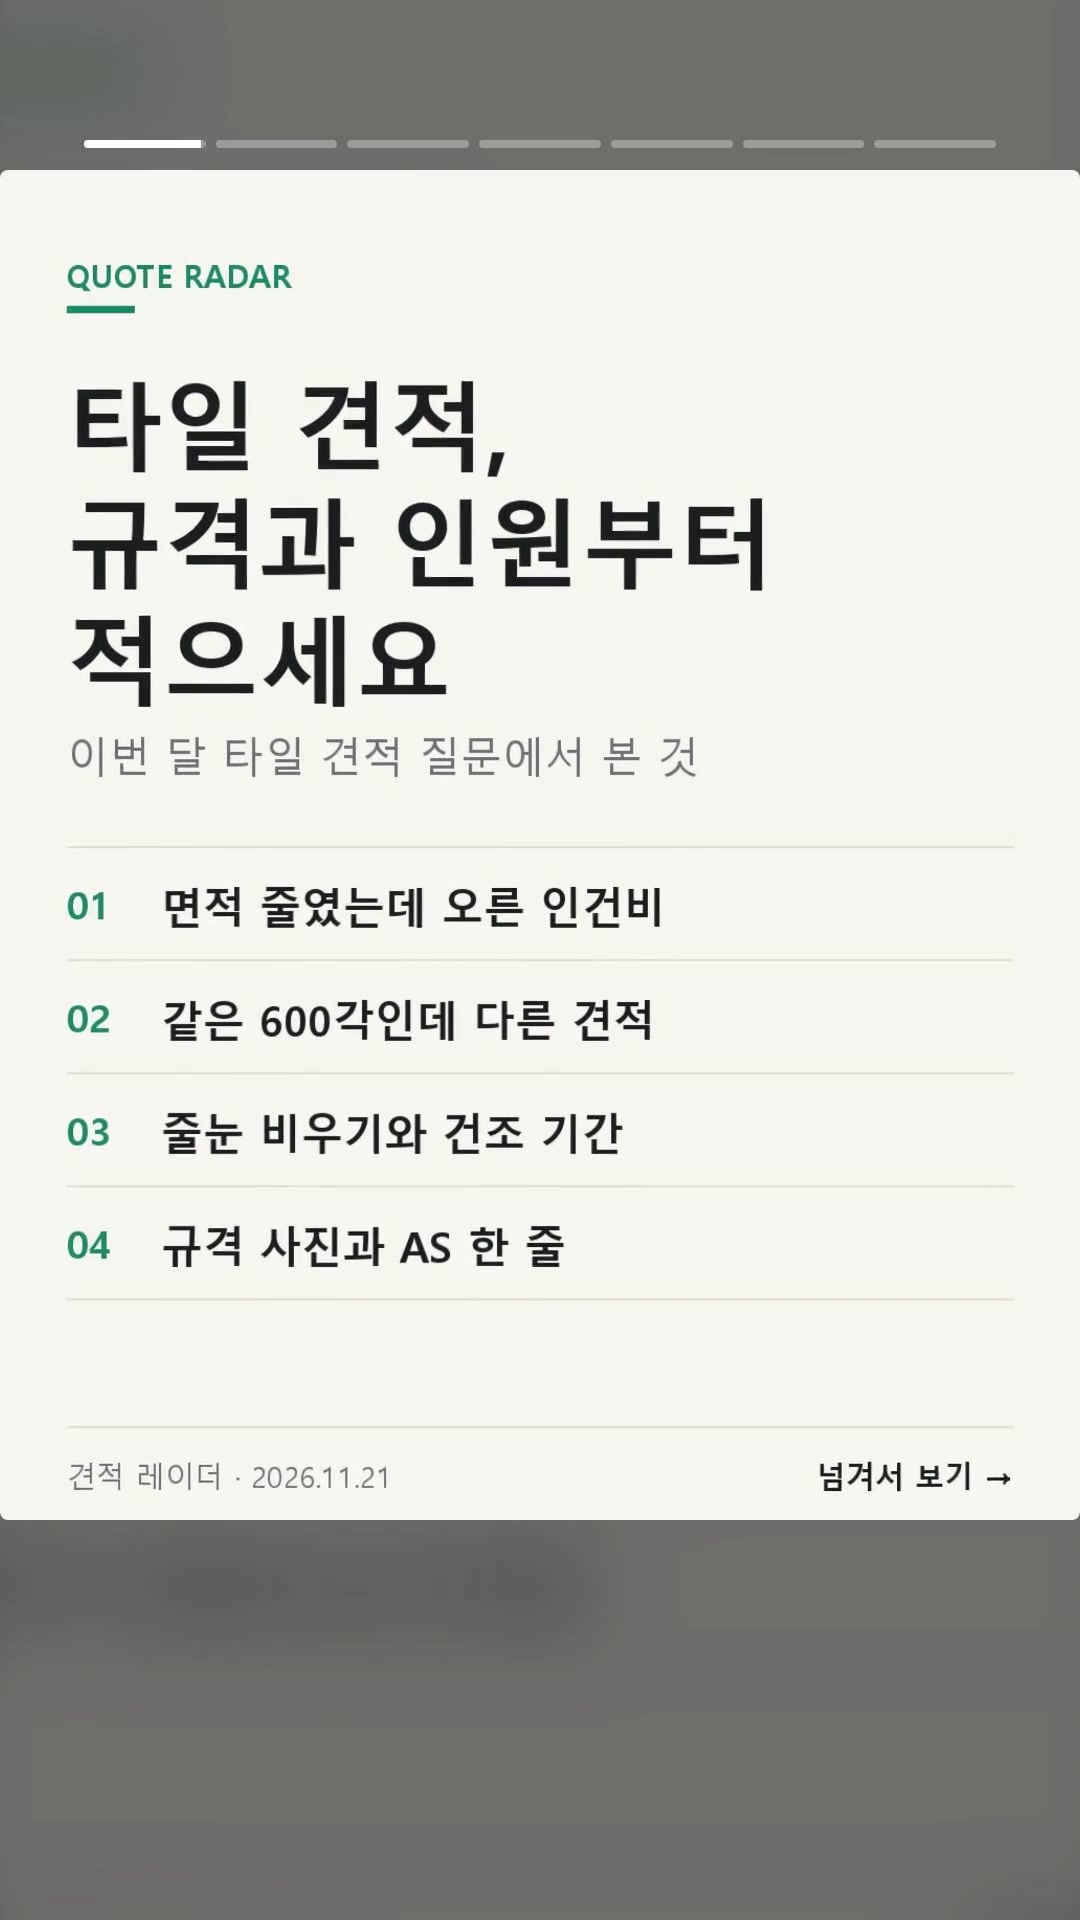 QUOTE RADAR
타일 견적,
규격과 인원부터
적으세요
이번 달 타일 견적 질문에서 본 것
01 면적 줄였는데 오른 인건비
02 같은 600각인데 다른 견적
03 줄눈 비우기와 건조 기간
04 규격 사진과 AS 한 줄
견적 레이더 · 2026.11.21
넘겨서 보기 →